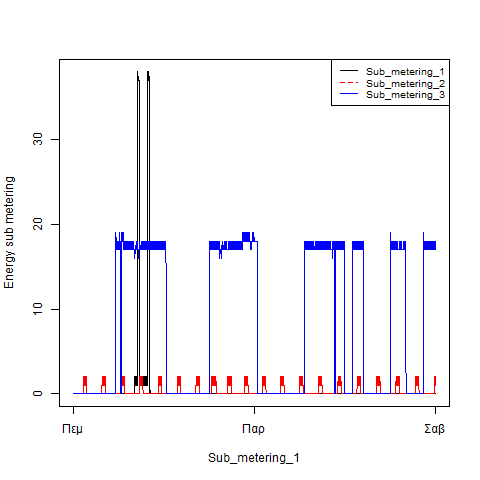 Sub_metering_1
Sub_metering_2
Sub_metering_3
Energy sub metering
30
20
10
0
Πεμ Παρ Σαβ
Sub_metering_1